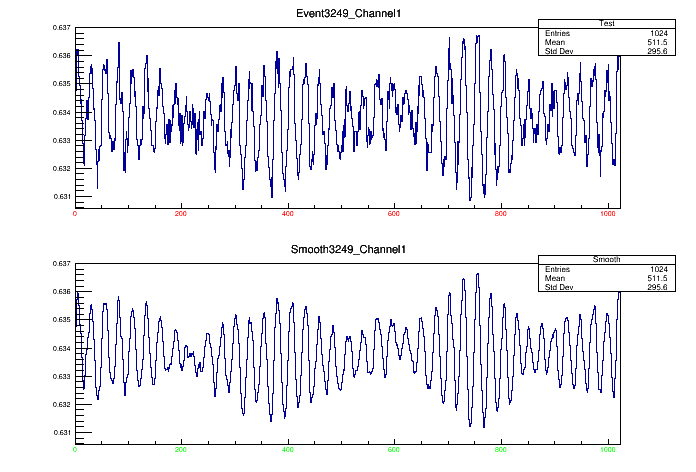 Event3249_Channel1
Test
Entries 1024
Mean 511.5
Std Dev 295.6
0.637
0.636
0.635
0.634
0.633
0.632
0.631
0 200 400 600 800 1000
Smooth3249_Channel1
Smooth
Entries 1024
Mean 511.5
Std Dev 295.6
0.637
0.636
0.635
0.634
0.633
0.632
0.631
0 200 400 600 800 1000